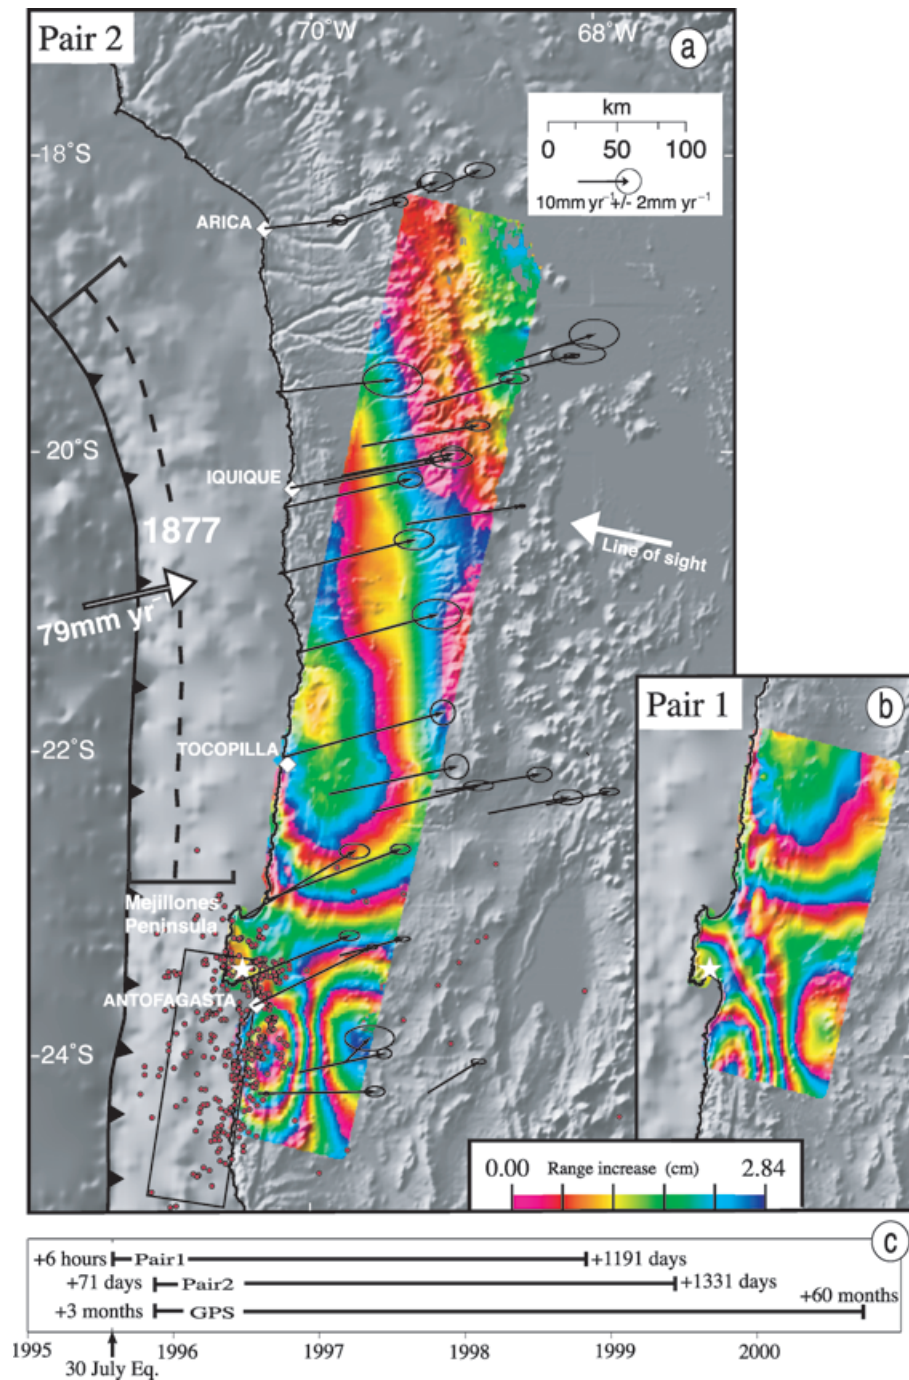 Pair 2
70°W
68°W
a
km
0 50 100
10mm yr⁻¹ +/- 2mm yr⁻¹
18°S
ARICA
20°S
IQUIQUE
1877
Line of sight
79mm yr⁻
Pair 1
b
22°S
TOCOPILLA
Mejillones
Peninsula
ANTOFAGASTA
24°S
0.00 Range increase (cm) 2.84
c
+6 hours Pair1 +1191 days
+71 days Pair2 +1331 days
+3 months GPS +60 months
1995 1996 1997 1998 1999 2000
30 July Eq.